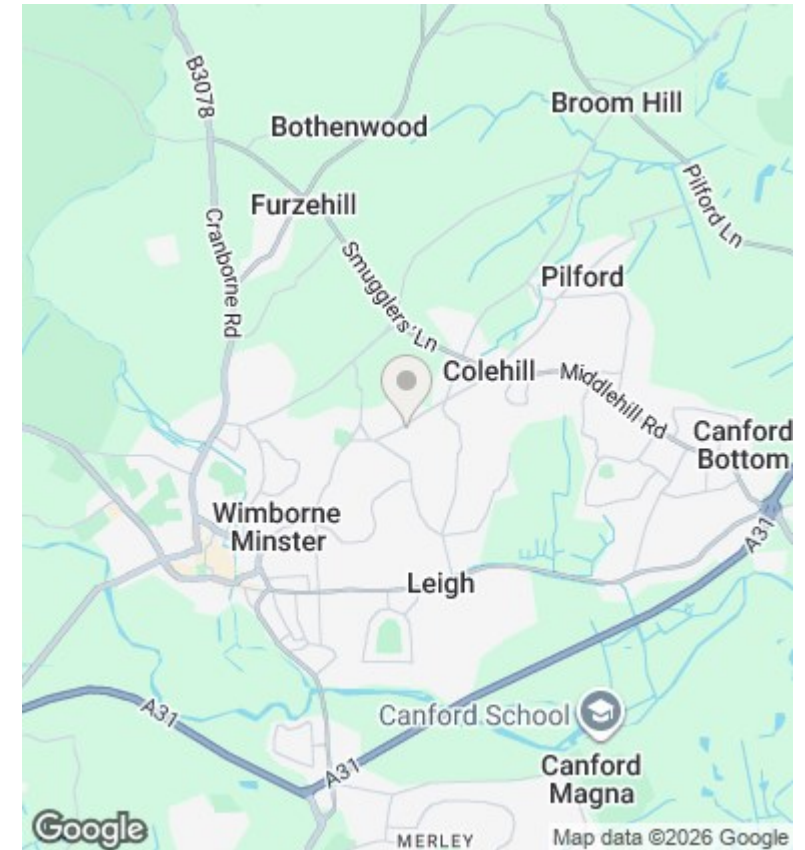 B3078
Broom Hill
Bothenwood
Pilford Ln
Furzehill
Cranborne Rd
Smugglers' Ln
Pilford
Colehill
Middlehill Rd
Canford
Bottom
Wimborne
Minster
A31
Leigh
A31
Canford School
A31
Canford
Magna
Google
MERLEY
Map data ©2026 Google